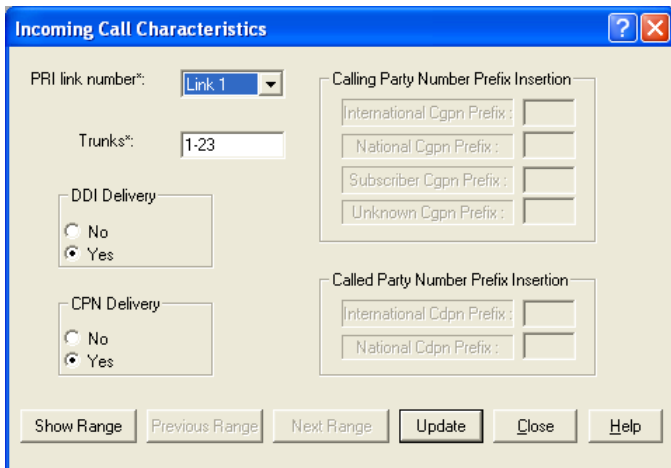 Incoming Call Characteristics
PRI link number*:
Link 1
Trunks*:
1-23
DDI Delivery
No
Yes
CPN Delivery
No
Yes
Calling Party Number Prefix Insertion
International Cgpn Prefix :
National Cgpn Prefix :
Subscriber Cgpn Prefix :
Unknown Cgpn Prefix :
Called Party Number Prefix Insertion
International Cdpn Prefix :
National Cdpn Prefix :
Show Range
Previous Range
Next Range
Update
Close
Help